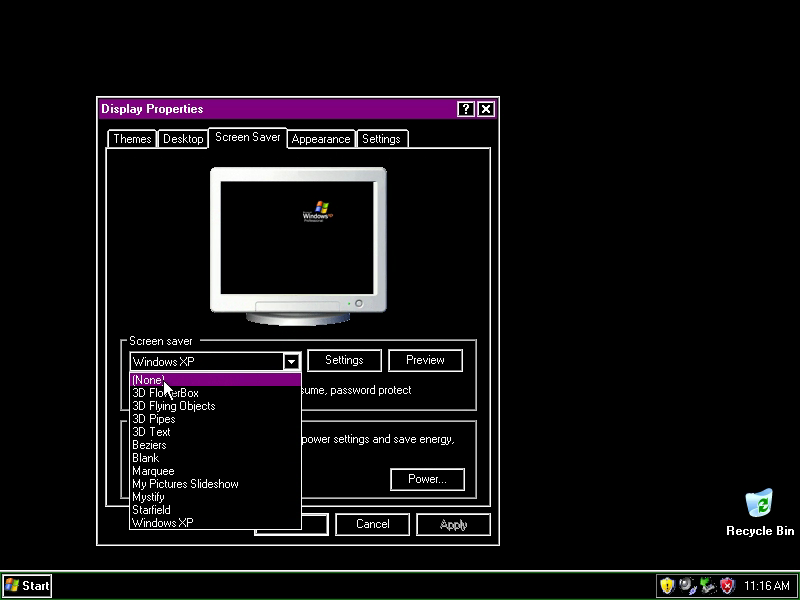 Display Properties
Themes Desktop Screen Saver Appearance Settings
Windows xp
Screen saver
Windows XP Settings Preview
(None)
3D FlowerBox sume, password protect
3D Flying Objects
3D Pipes
3D Text power settings and save energy,
Beziers
Blank
Marquee
My Pictures Slideshow Power...
Mystify
Starfield
Windows XP Cancel Apply
Recycle Bin
Start 11:16 AM